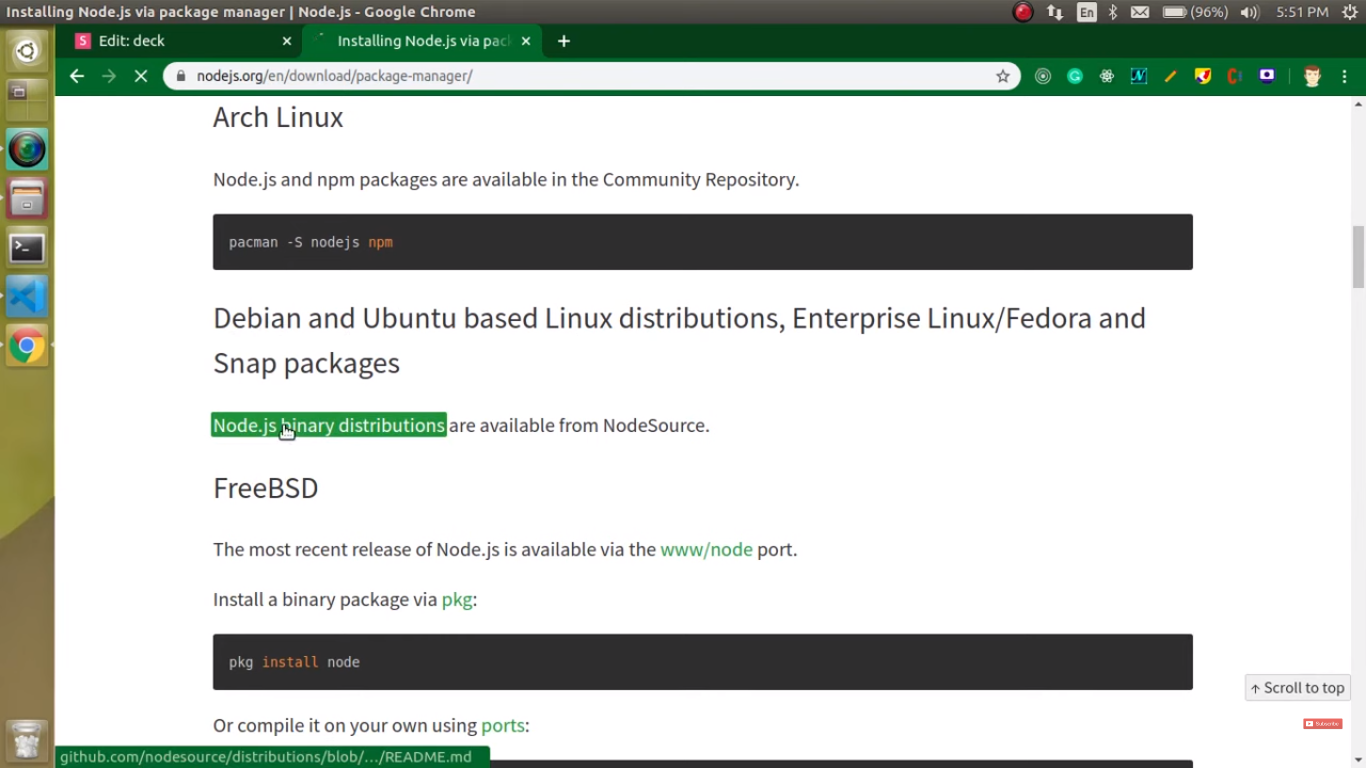 Installing Node.js via package manager | Node.js - Google Chrome
En
(96%)
5:51 PM
S
Edit: deck
Installing Node.js via pac
nodejs.org/en/download/package-manager/
Arch Linux
Node.js and npm packages are available in the Community Repository.
pacman -S nodejs npm
Debian and Ubuntu based Linux distributions, Enterprise Linux/Fedora and
Snap packages
Node.js binary distributions are available from NodeSource.
FreeBSD
The most recent release of Node.js is available via the www/node port.
Install a binary package via pkg:
pkg install node
↑ Scroll to top
Subscribe
Or compile it on your own using ports:
github.com/nodesource/distributions/blob/.../README.md